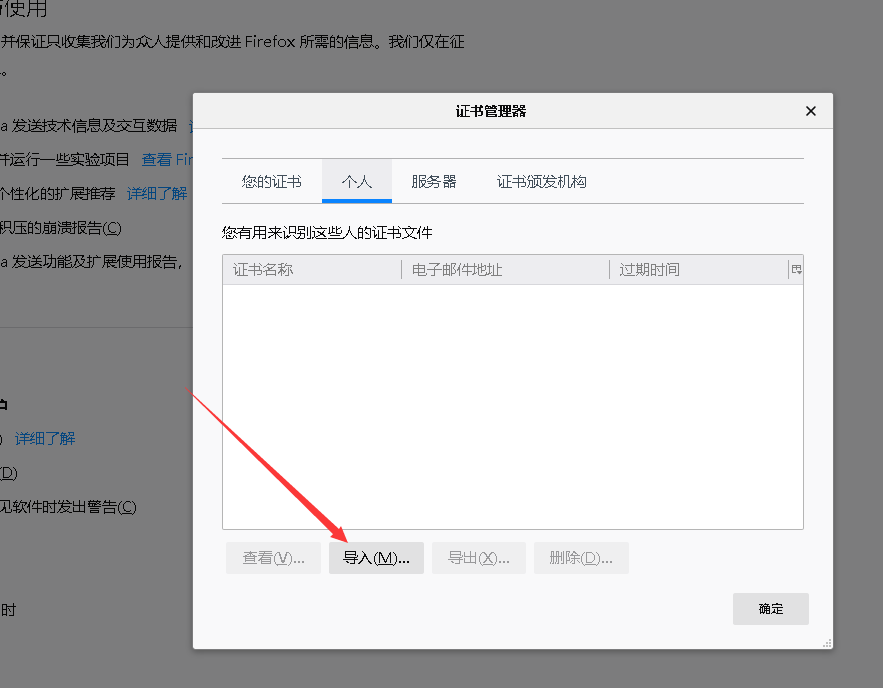 与使用
并保证只收集我们为众人提供和改进 Firefox 所需的信息。我们仅在征
。
a 发送技术信息及交互数据
并运行一些实验项目 查看 Fir
个性化的扩展推荐 详细了解
积压的崩溃报告(C)
a 发送功能及扩展使用报告,
) 详细了解
(D)
见软件时发出警告(C)
时
证书管理器
您的证书 个人 服务器 证书颁发机构
您有用来识别这些人的证书文件
证书名称 电子邮件地址 过期时间
查看(V)... 导入(M)... 导出(X)... 删除(D)...
确定